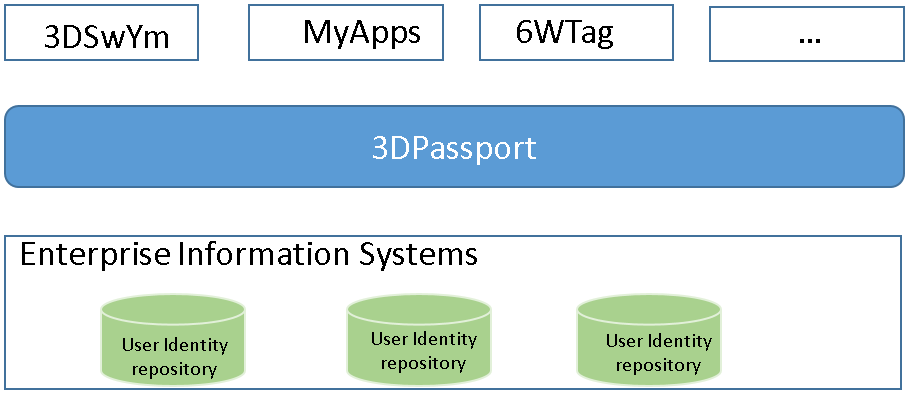 3DSwYm
MyApps
6WTag
...
3DPassport
Enterprise Information Systems
User Identity
repository
User Identity
repository
User Identity
repository